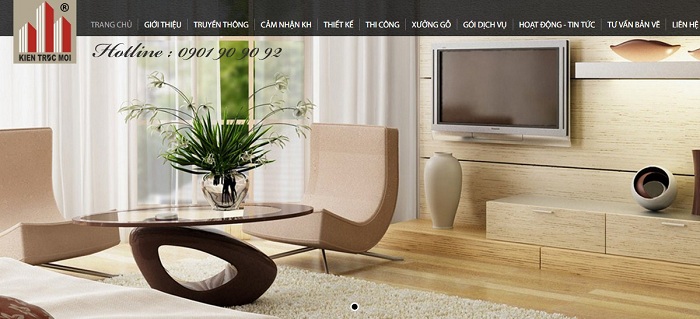 ®
KIEN TRUC MOI
TRANG CHỦ GIỚI THIỆU TRUYỀN THÔNG CẢM NHẬN KH THIẾT KẾ THI CÔNG XƯỞNG GỖ GÓI DỊCH VỤ HOẠT ĐỘNG - TIN TỨC TƯ VẤN BẢN VẼ LIÊN HỆ
Hotline : 0901 90 90 92